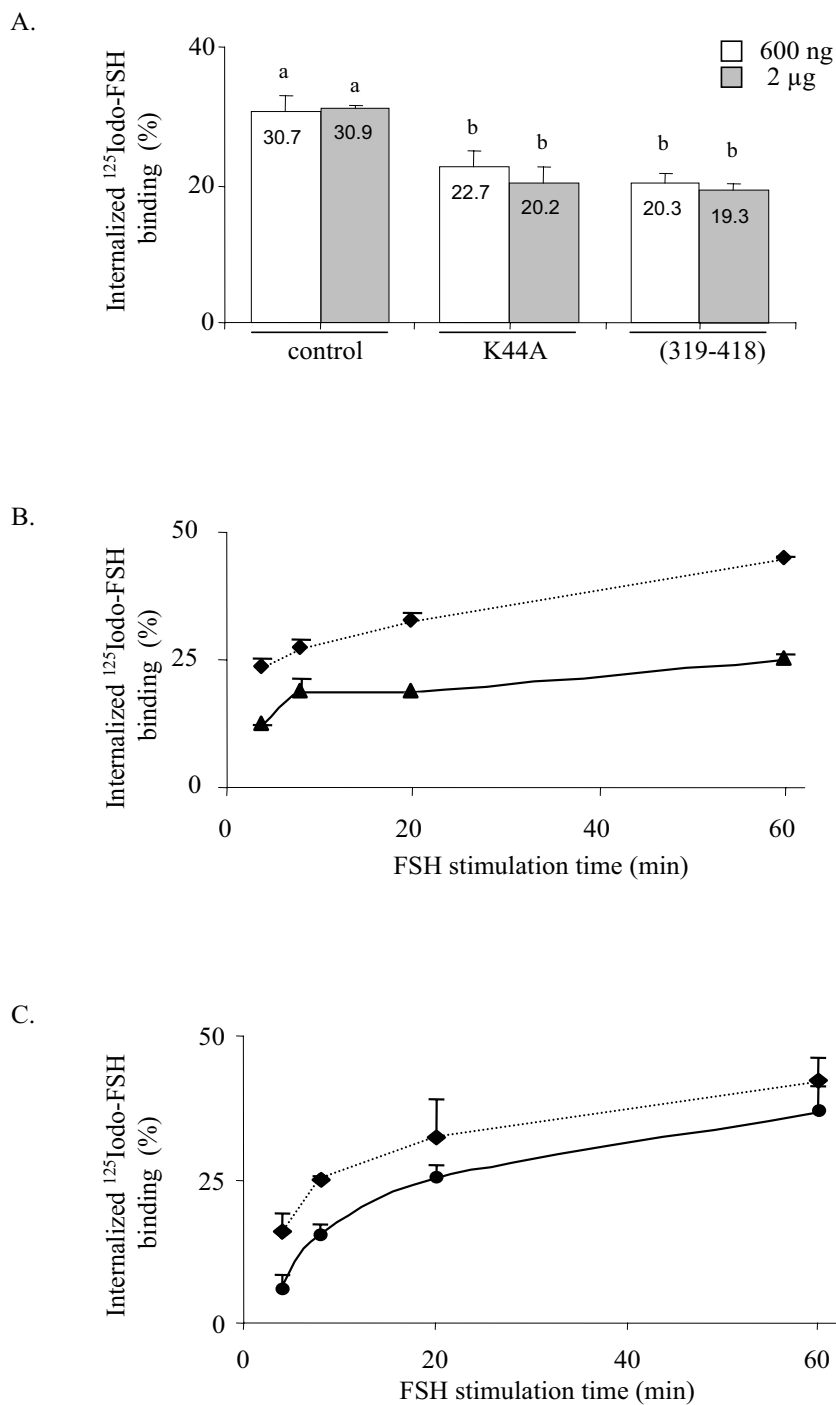 A.
Internalized ¹²⁵Iodo-FSH
binding (%)
40
20
0
600 ng
2 µg
a
a
b
b
b
b
30.7
30.9
22.7
20.2
20.3
19.3
control
K44A
(319-418)
B.
Internalized ¹²⁵Iodo-FSH
binding (%)
50
25
0
0
20
40
60
FSH stimulation time (min)
C.
Internalized ¹²⁵Iodo-FSH
binding (%)
50
25
0
0
20
40
60
FSH stimulation time (min)